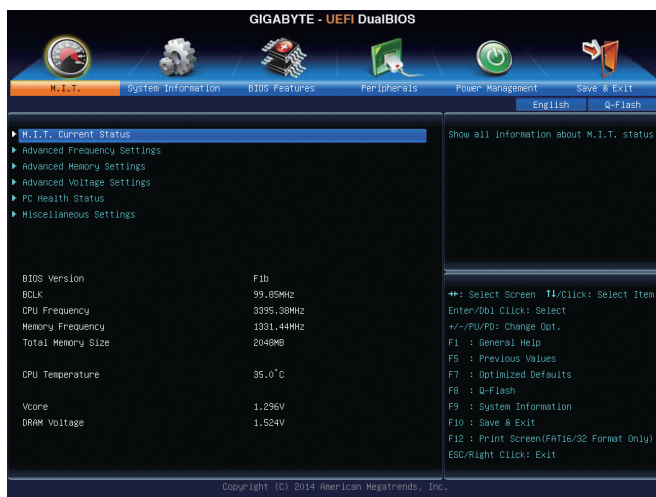 GIGABYTE - UEFI DualBIOS
M.I.T.
System Information
BIOS Features
Peripherals
Power Management
Save & Exit
English
Q-Flash
M.I.T. Current Status
Advanced Frequency Settings
Advanced Memory Settings
Advanced Voltage Settings
PC Health Status
Miscellaneous Settings
Show all information about M.I.T. status
BIOS Version F1b
BCLK 99.85MHz
CPU Frequency 3395.38MHz
Memory Frequency 1331.44MHz
Total Memory Size 2048MB
CPU Temperature 35.0°C
Vcore 1.296V
DRAM Voltage 1.524V
→←: Select Screen ↑↓/Click: Select Item
Enter/Dbl Click: Select
+/-/PU/PD: Change Opt.
F1 : General Help
F5 : Previous Values
F7 : Optimized Defaults
F8 : Q-Flash
F9 : System Information
F10 : Save & Exit
F12 : Print Screen(FAT16/32 Format Only)
ESC/Right Click: Exit
Copyright (C) 2014 American Megatrends, Inc.